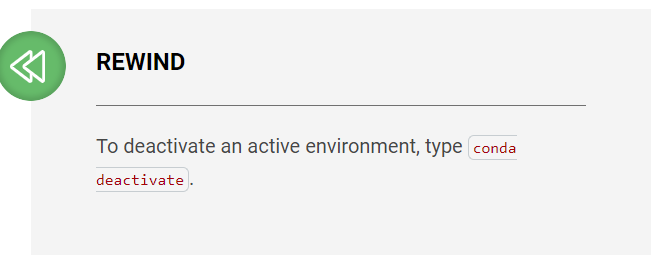 REWIND
To deactivate an active environment, type conda
deactivate.